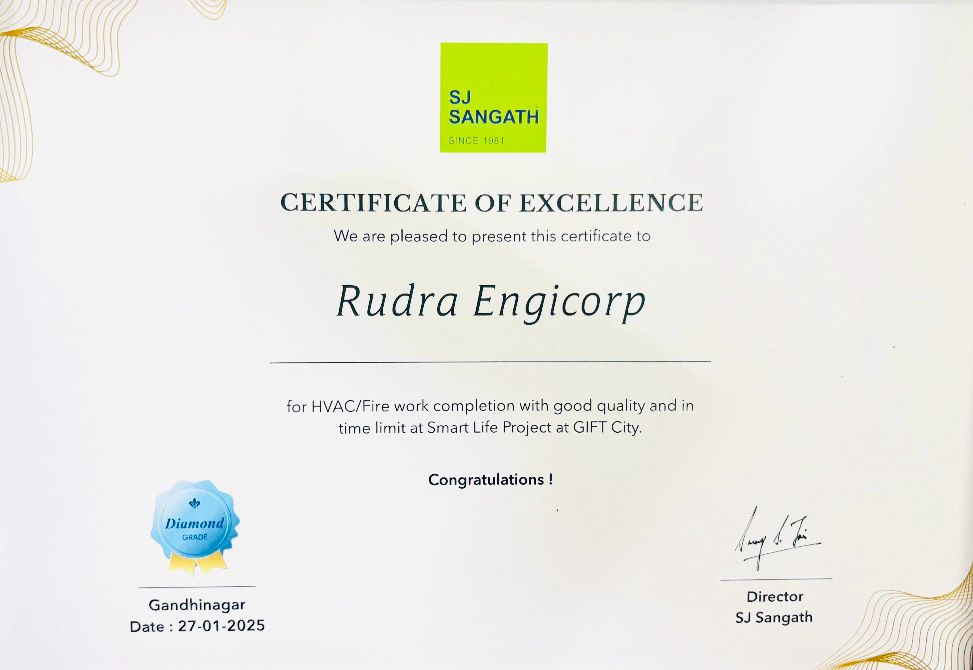 SJ
SANGATH
SINCE 1981
CERTIFICATE OF EXCELLENCE
We are pleased to present this certificate to
Rudra Engicorp
for HVAC/Fire work completion with good quality and in
time limit at Smart Life Project at GIFT City.
Congratulations !
Diamond
GRADE
Gandhinagar
Date : 27-01-2025
Director
SJ Sangath